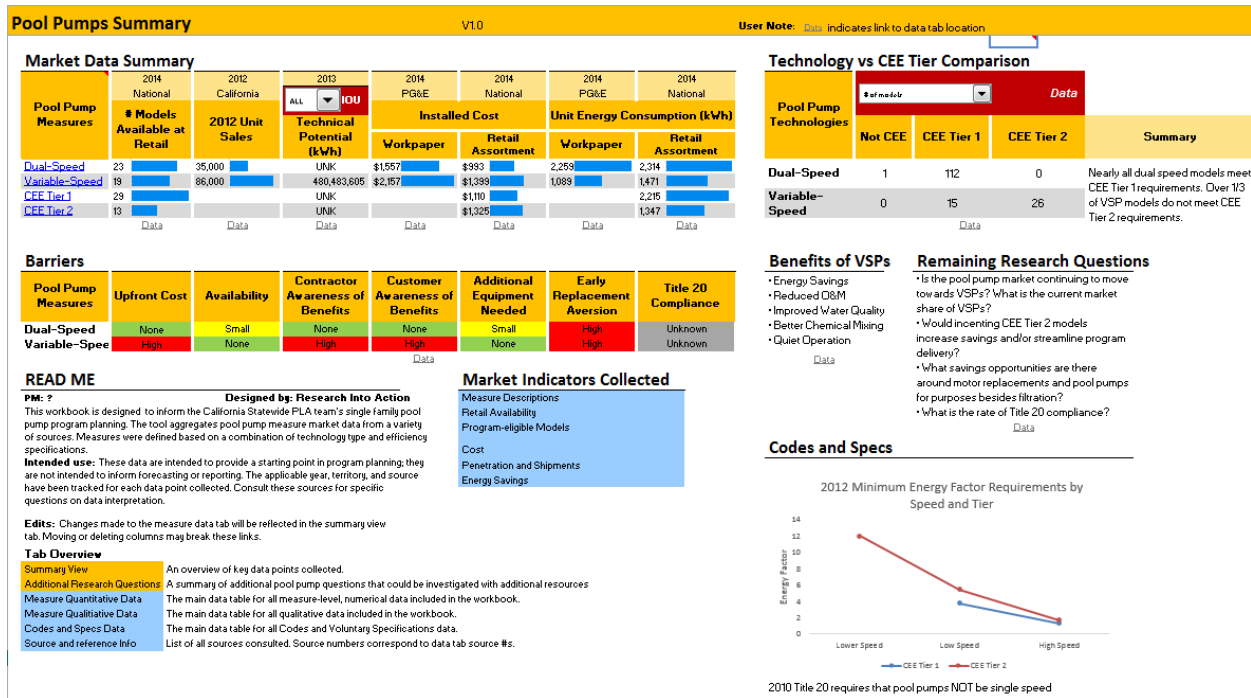 Pool Pumps Summary V1.0 User Note: Data indicates link to data tab location
Market Data Summary
Pool Pump Measures
2014 2012 2013 2014 2014 2014 2014
National California ALL IOU PG&E National PG&E National
# Models Available at Retail
2012 Unit Sales
Technical Potential (kWh)
Installed Cost
Unit Energy Consumption (kWh)
Workpaper Retail Assortment Workpaper Retail Assortment
Dual-Speed 23 35,000 UNK $1,557 $993 2,259 2,314
Variable-Speed 19 86,000 480,483,605 $2,157 $1,399 1,089 1,471
CEE Tier 1 29 UNK $1,110 2,215
CEE Tier 2 13 UNK $1,325 1,347
Data Data Data Data Data Data Data
Technology vs CEE Tier Comparison
Pool Pump Technologies
# of models Data
Not CEE CEE Tier 1 CEE Tier 2 Summary
Dual-Speed 1 112 0
Variable-Speed 0 15 26
Nearly all dual speed models meet
CEE Tier 1 requirements. Over 1/3
of VSP models do not meet CEE
Tier 2 requirements.
Data
Barriers
Pool Pump Measures
Upfront Cost
Availability
Contractor Awareness of Benefits
Customer Awareness of Benefits
Additional Equipment Needed
Early Replacement Aversion
Title 20 Compliance
Dual-Speed None Small None None Small High Unknown
Variable-Spee High None High High None High Unknown
Data
Benefits of VSPs
• Energy Savings
• Reduced O&M
• Improved Water Quality
• Better Chemical Mixing
• Quiet Operation
Data
Remaining Research Questions
• Is the pool pump market continuing to move
towards VSPs? What is the current market
share of VSPs?
• Would incenting CEE Tier 2 models
increase savings and/or streamline program
delivery?
• What savings opportunities are there
around motor replacements and pool pumps
for purposes besides filtration?
• What is the rate of Title 20 compliance?
Data
READ ME
PM: ? Designed by: Research Into Action
This workbook is designed to inform the California Statewide PLA team's single family pool
pump program planning. The tool aggregates pool pump measure market data from a variety
of sources. Measures were defined based on a combination of technology type and efficiency
specifications.
Intended use: These data are intended to provide a starting point in program planning; they
are not intended to inform forecasting or reporting. The applicable year, territory, and source
have been tracked for each data point collected. Consult these sources for specific
questions on data interpretation.
Edits: Changes made to the measure data tab will be reflected in the summary view
tab. Moving or deleting columns may break these links.
Tab Overview
Summary View An overview of key data points collected.
Additional Research Questions A summary of additional pool pump questions that could be investigated with additional resources
Measure Quantitative Data The main data table for all measure-level, numerical data included in the workbook.
Measure Qualitiative Data The main data table for all qualitative data included in the workbook.
Codes and Specs Data The main data table for all Codes and Voluntary Specifications data.
Source and reference Info List of all sources consulted. Source numbers correspond to data tab source #s.
Market Indicators Collected
Measure Descriptions
Retail Availability
Program-eligible Models
Cost
Penetration and Shipments
Energy Savings
Codes and Specs
2012 Minimum Energy Factor Requirements by
Speed and Tier
Energy Factor
14
12
10
8
6
4
2
0
Lower Speed Low Speed High Speed
CEE Tier 1 CEE Tier 2
2010 Title 20 requires that pool pumps NOT be single speed